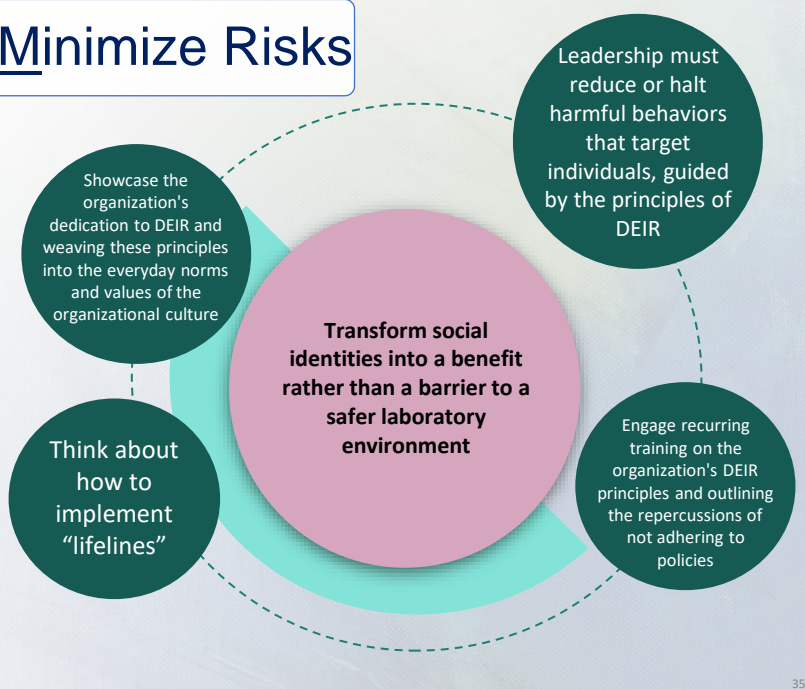 Minimize Risks
Leadership must
reduce or halt
harmful behaviors
that target
individuals, guided
by the principles of
DEIR
Showcase the
organization's
dedication to DEIR and
weaving these principles
into the everyday norms
and values of the
organizational culture
Transform social
identities into a benefit
rather than a barrier to a
safer laboratory
environment
Think about
how to
implement
“lifelines”
Engage recurring
training on the
organization's DEIR
principles and outlining
the repercussions of
not adhering to
policies
35